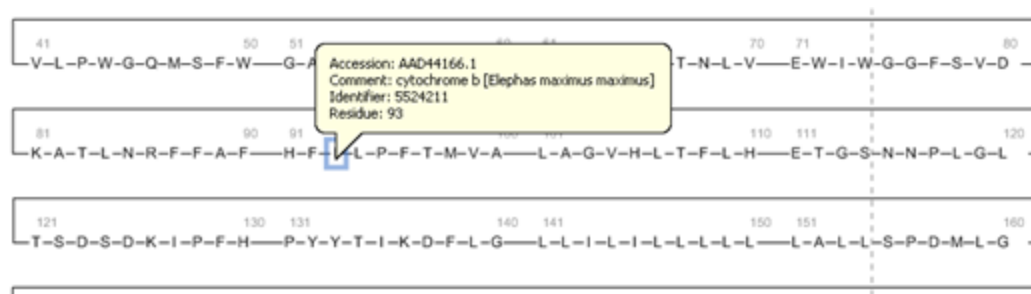 41 50 51 70 71 80
V-L-P-W-G-Q-M-S-F-W—G-A T-N-L-V—E-W-I-W-G-G-F-S-V-D-
Accession: AAD44166.1
Comment: cytochrome b [Elephas maximus maximus]
Identifier: 5524211
Residue: 93
81 90 91 110 111 120
K-A-T-L-N-R-F-F-A-F—H-F- -L-P-F-T-M-V-A—L-A-G-V-H-L-T-F-L-H—E-T-G-S-N-N-P-L-G-L-
121 130 131 140 141 150 151 160
T-S-D-S-D-K-I-P-F-H—P-Y-Y-T-I-K-D-F-L-G—L-L-I-L-I-L-L-L-L-L—L-A-L-L-S-P-D-M-L-G-